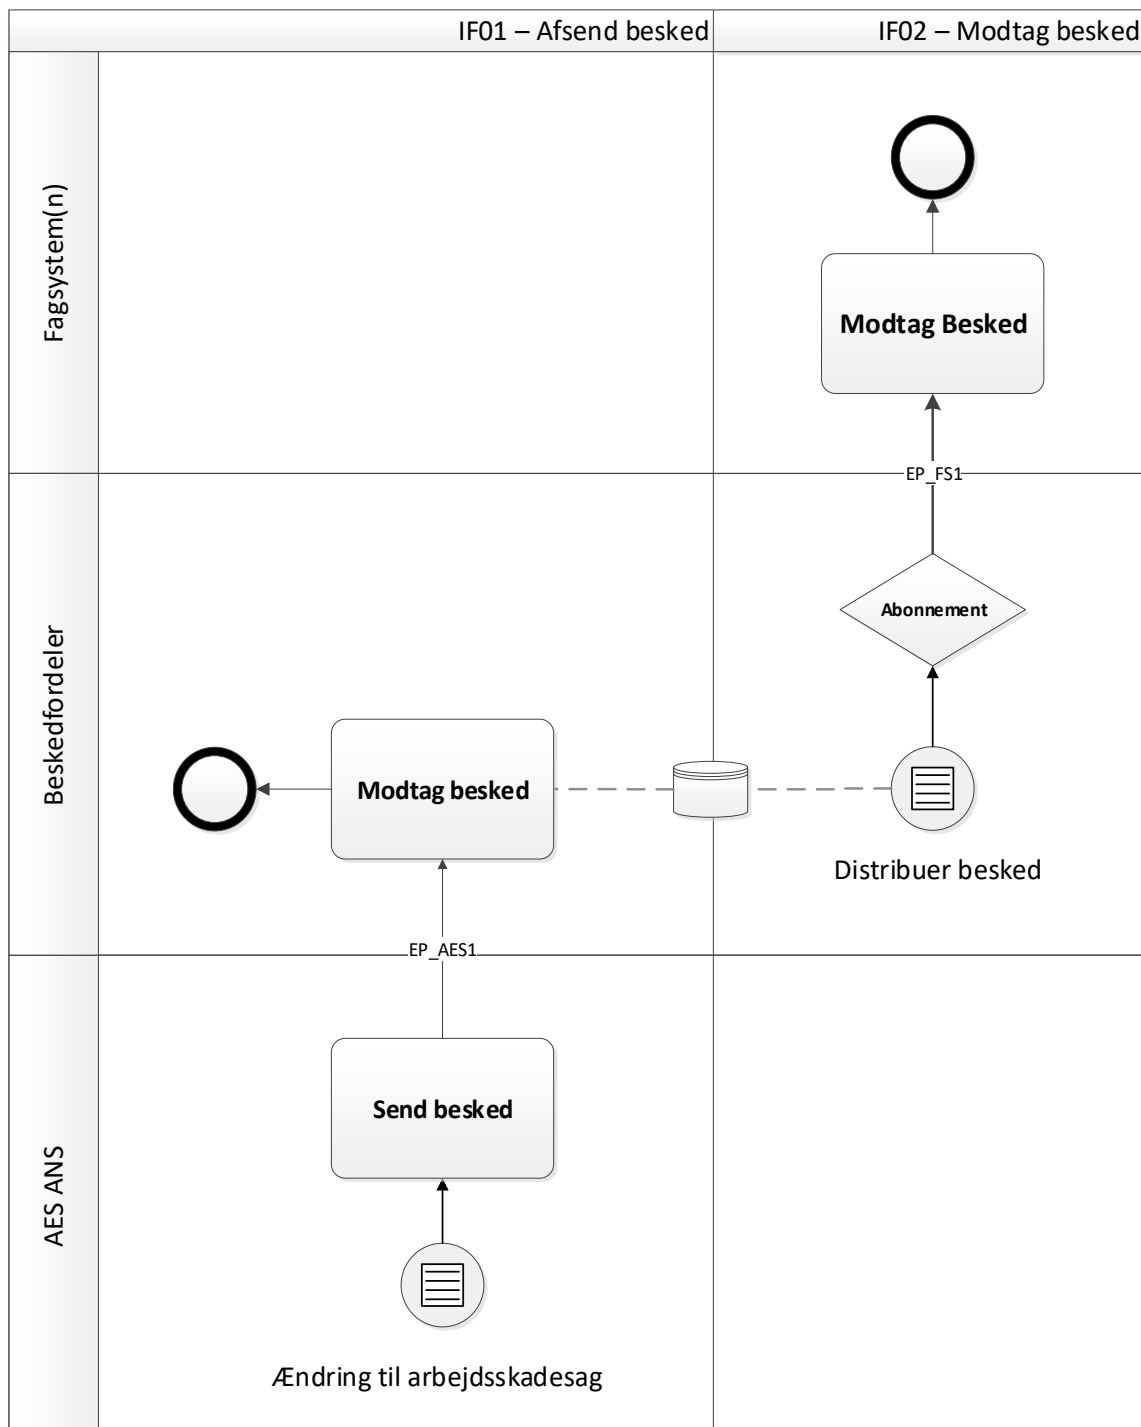 IF01 – Afsend besked
IF02 – Modtag besked
Fagsystem(n)
Modtag Besked
EP_FS1
Beskedfordeler
Abonnement
Modtag besked
Distribuer besked
EP_AES1
AES ANS
Send besked
Ændring til arbejdsskadesag